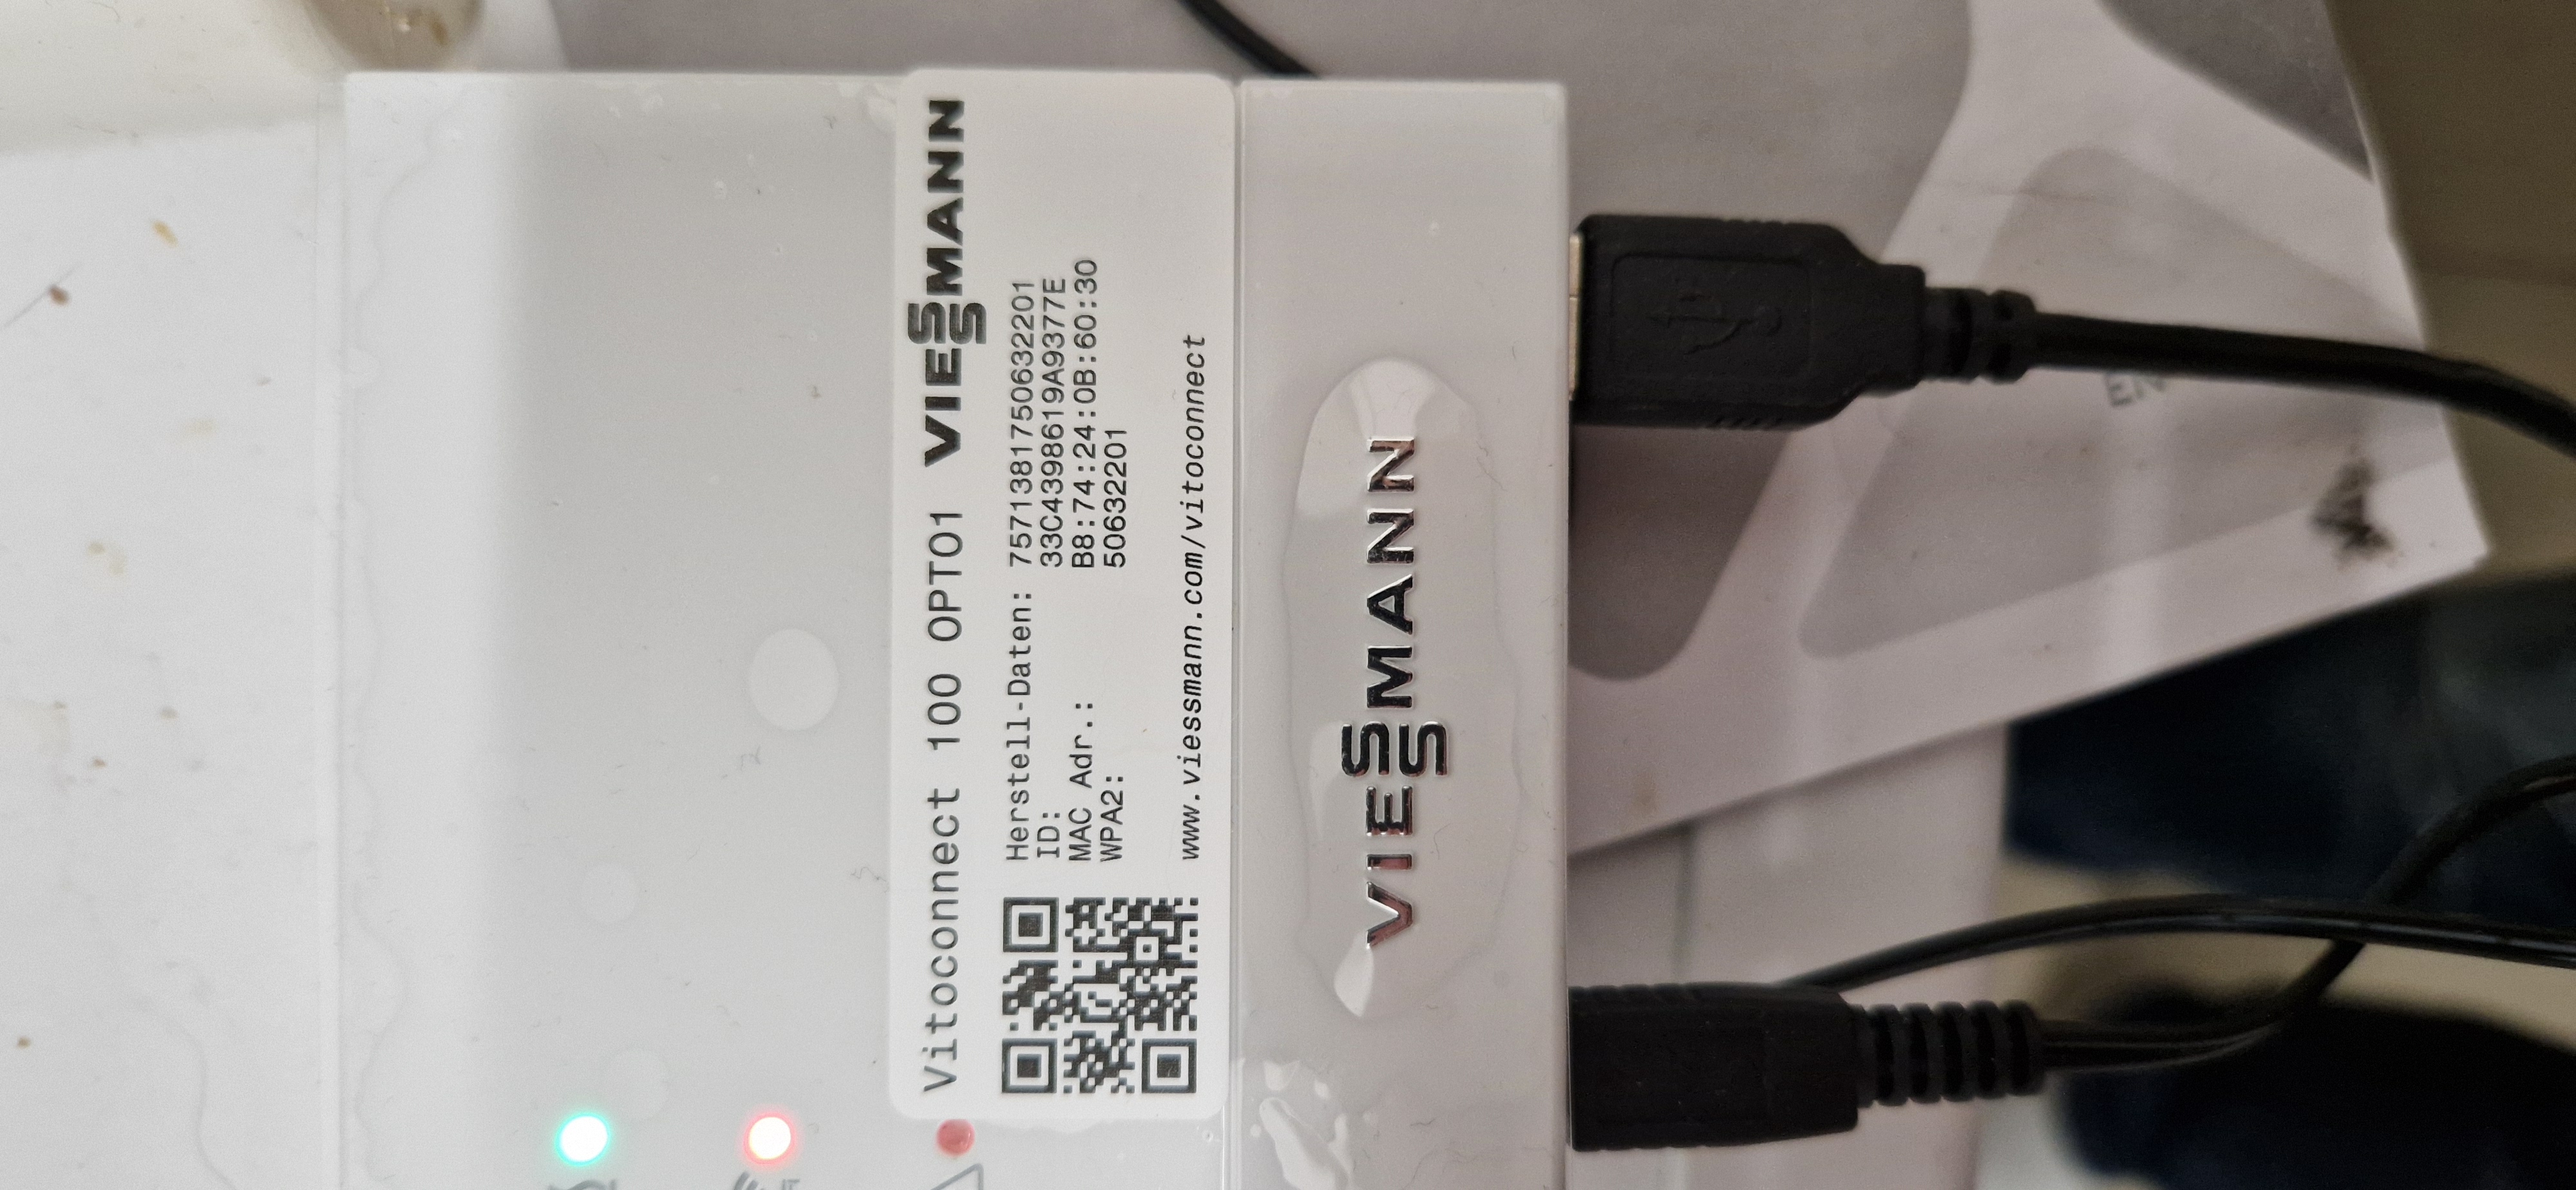 Vitoconnect 100 OPTO1 VIESSMANN
Herstell-Daten: 7571381750632201
ID: 33C4398619A9377E
MAC Adr.: B8:74:24:0B:60:30
WPA2: 50632201
www.viessmann.com/vitoconnect
VIESSMANN
EN